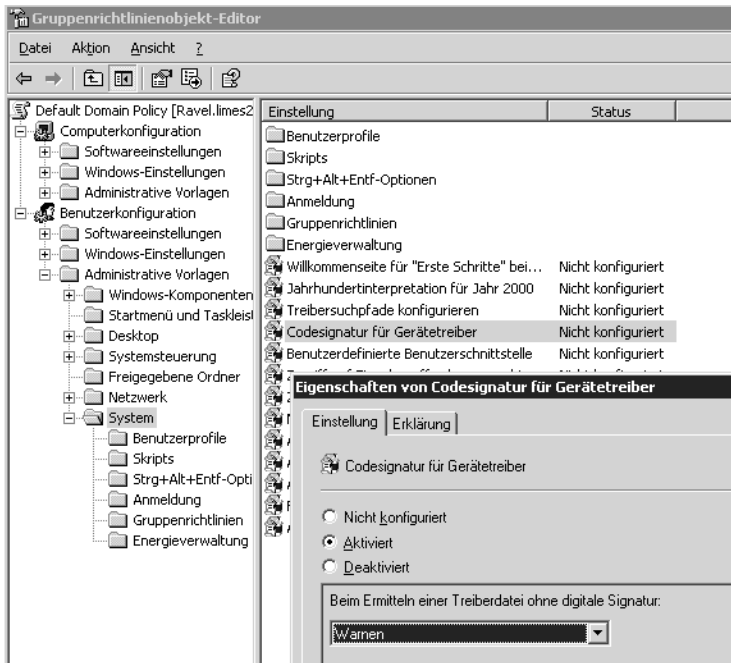 Gruppenrichtlinienobjekt-Editor
Datei Aktion Ansicht ?
Default Domain Policy [Ravel.limes2
Computerkonfiguration
Softwareeinstellungen
Windows-Einstellungen
Administrative Vorlagen
Benutzerkonfiguration
Softwareeinstellungen
Windows-Einstellungen
Administrative Vorlagen
Windows-Komponenten
Startmenü und Taskleist
Desktop
Systemsteuerung
Freigegebene Ordner
Netzwerk
System
Benutzerprofile
Skripts
Strg+Alt+Entf-Opti
Anmeldung
Gruppenrichtlinien
Energieverwaltung
Einstellung Status
Benutzerprofile
Skripts
Strg+Alt+Entf-Optionen
Anmeldung
Gruppenrichtlinien
Energieverwaltung
Willkommenseite für "Erste Schritte" bei... Nicht konfiguriert
Jahrhundertinterpretation für Jahr 2000 Nicht konfiguriert
Treibersuchpfade konfigurieren Nicht konfiguriert
Codesignatur für Gerätetreiber Nicht konfiguriert
Benutzerdefinierte Benutzerschnittstelle Nicht konfiguriert
Eigenschaften von Codesignatur für Gerätetreiber
Einstellung Erklärung
Codesignatur für Gerätetreiber
Nicht konfiguriert
Aktiviert
Deaktiviert
Beim Ermitteln einer Treiberdatei ohne digitale Signatur:
Warnen